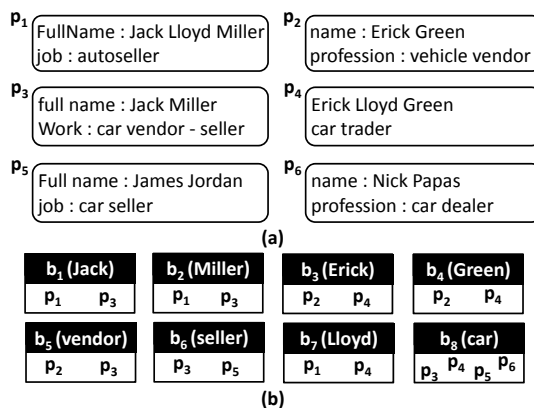 p1
FullName : Jack Lloyd Miller
job : autoseller
p2
name : Erick Green
profession : vehicle vendor
p3
full name : Jack Miller
Work : car vendor - seller
p4
Erick Lloyd Green
car trader
p5
Full name : James Jordan
job : car seller
p6
name : Nick Papas
profession : car dealer
(a)
b1 (Jack)
p1 p3
b2 (Miller)
p1 p3
b3 (Erick)
p2 p4
b4 (Green)
p2 p4
b5 (vendor)
p2 p3
b6 (seller)
p3 p5
b7 (Lloyd)
p1 p4
b8 (car)
p3 p4 p5 p6
(b)